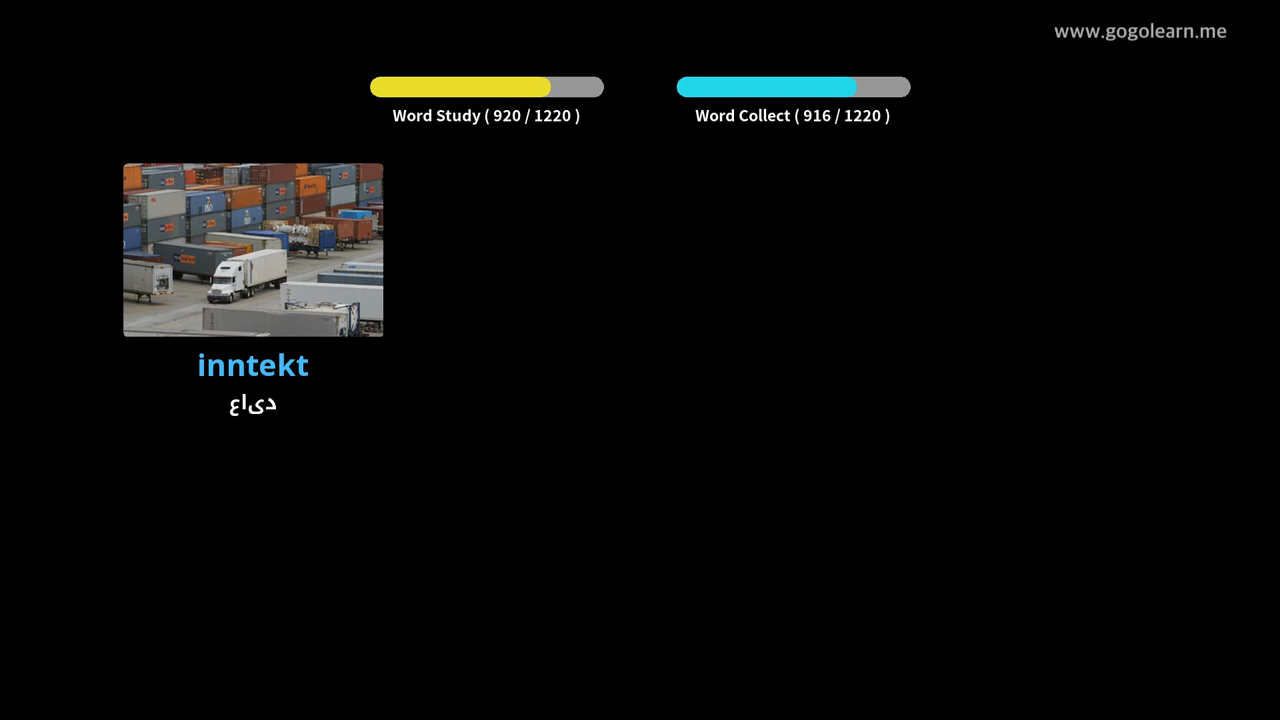 www.gogolearn.me
Word Study ( 920 / 1220 )
Word Collect ( 916 / 1220 )
inntekt
دیاع